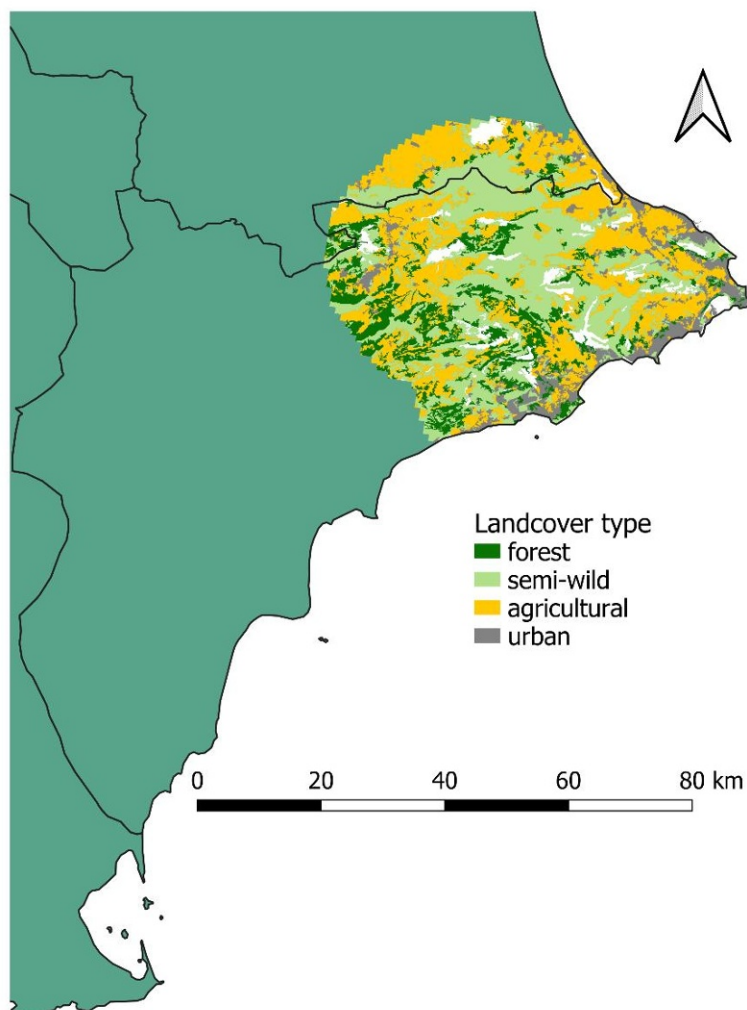 Landcover type
forest
semi-wild
agricultural
urban
0 20 40 60 80 km